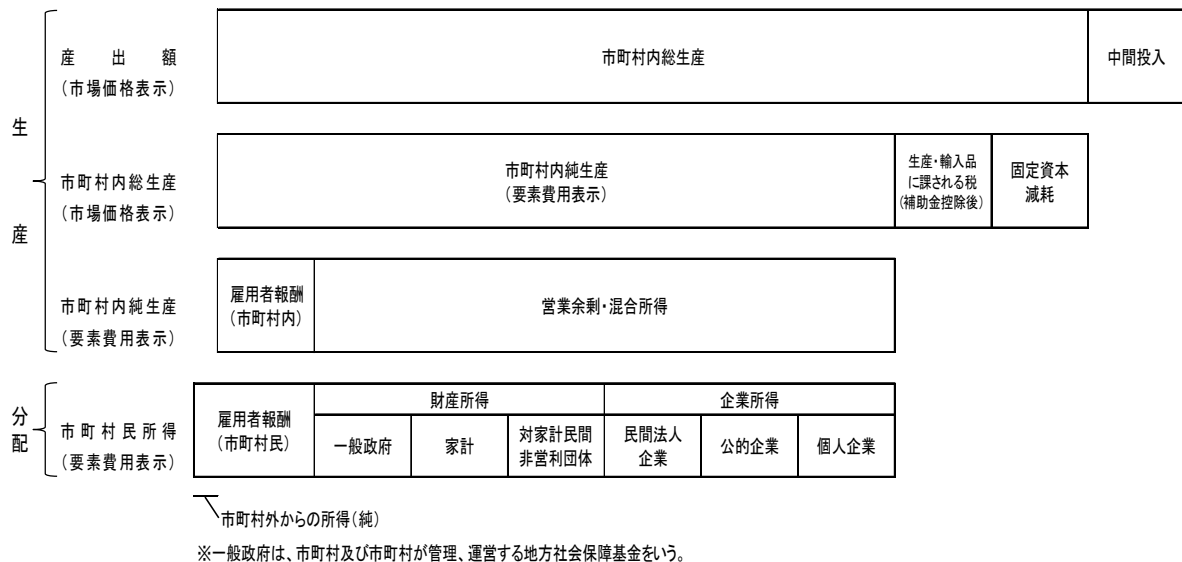 生
産
産出額
（市場価格表示）
市町村内総生産
中間投入
市町村内総生産
（市場価格表示）
市町村内純生産
（要素費用表示）
生産・輸入品
に課される税
（補助金控除後）
固定資本
減耗
市町村内純生産
（要素費用表示）
雇用者報酬
（市町村内）
営業余剰・混合所得
分
配
市町村民所得
（要素費用表示）
雇用者報酬
（市町村民）
財産所得
企業所得
一般政府
家計
対家計民間
非営利団体
民間法人
企業
公的企業
個人企業
市町村外からの所得（純）
※一般政府は、市町村及び市町村が管理、運営する地方社会保障基金をいう。